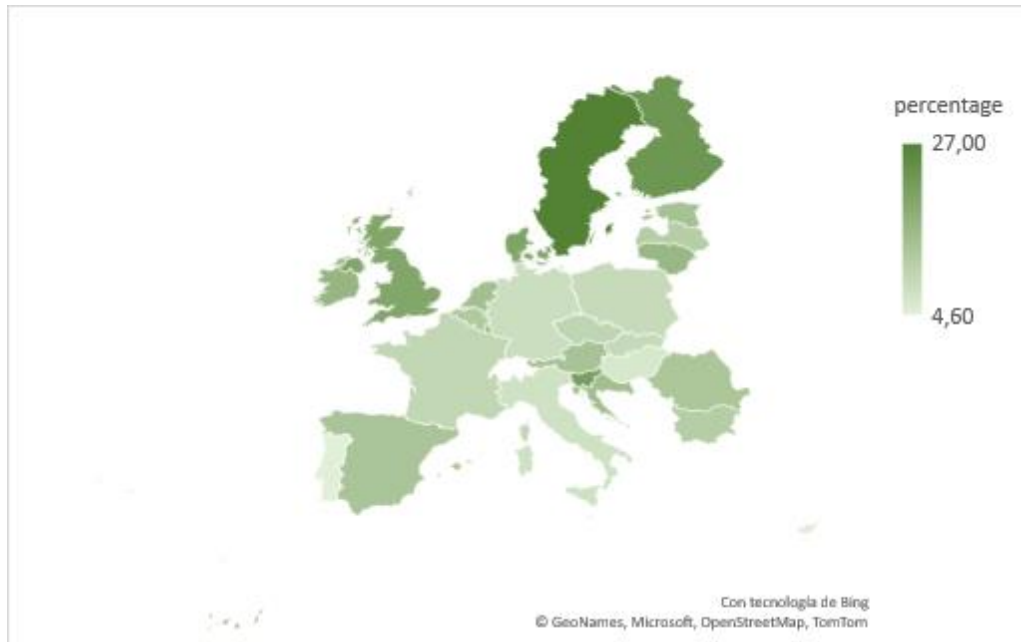 percentage
27,00
4,60
Con tecnología de Bing
© GeoNames, Microsoft, OpenStreetMap, TomTom